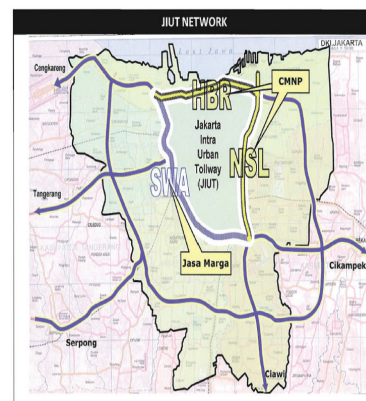 JIUT NETWORK
DKI JAKARTA
Cengkareng
CMNP
HBR
Jakarta
Intra
Urban
Tollway
(JIUT)
NSL
SWA
Tangerang
Jasa Marga
Cikampek
Serpong
Ciawi